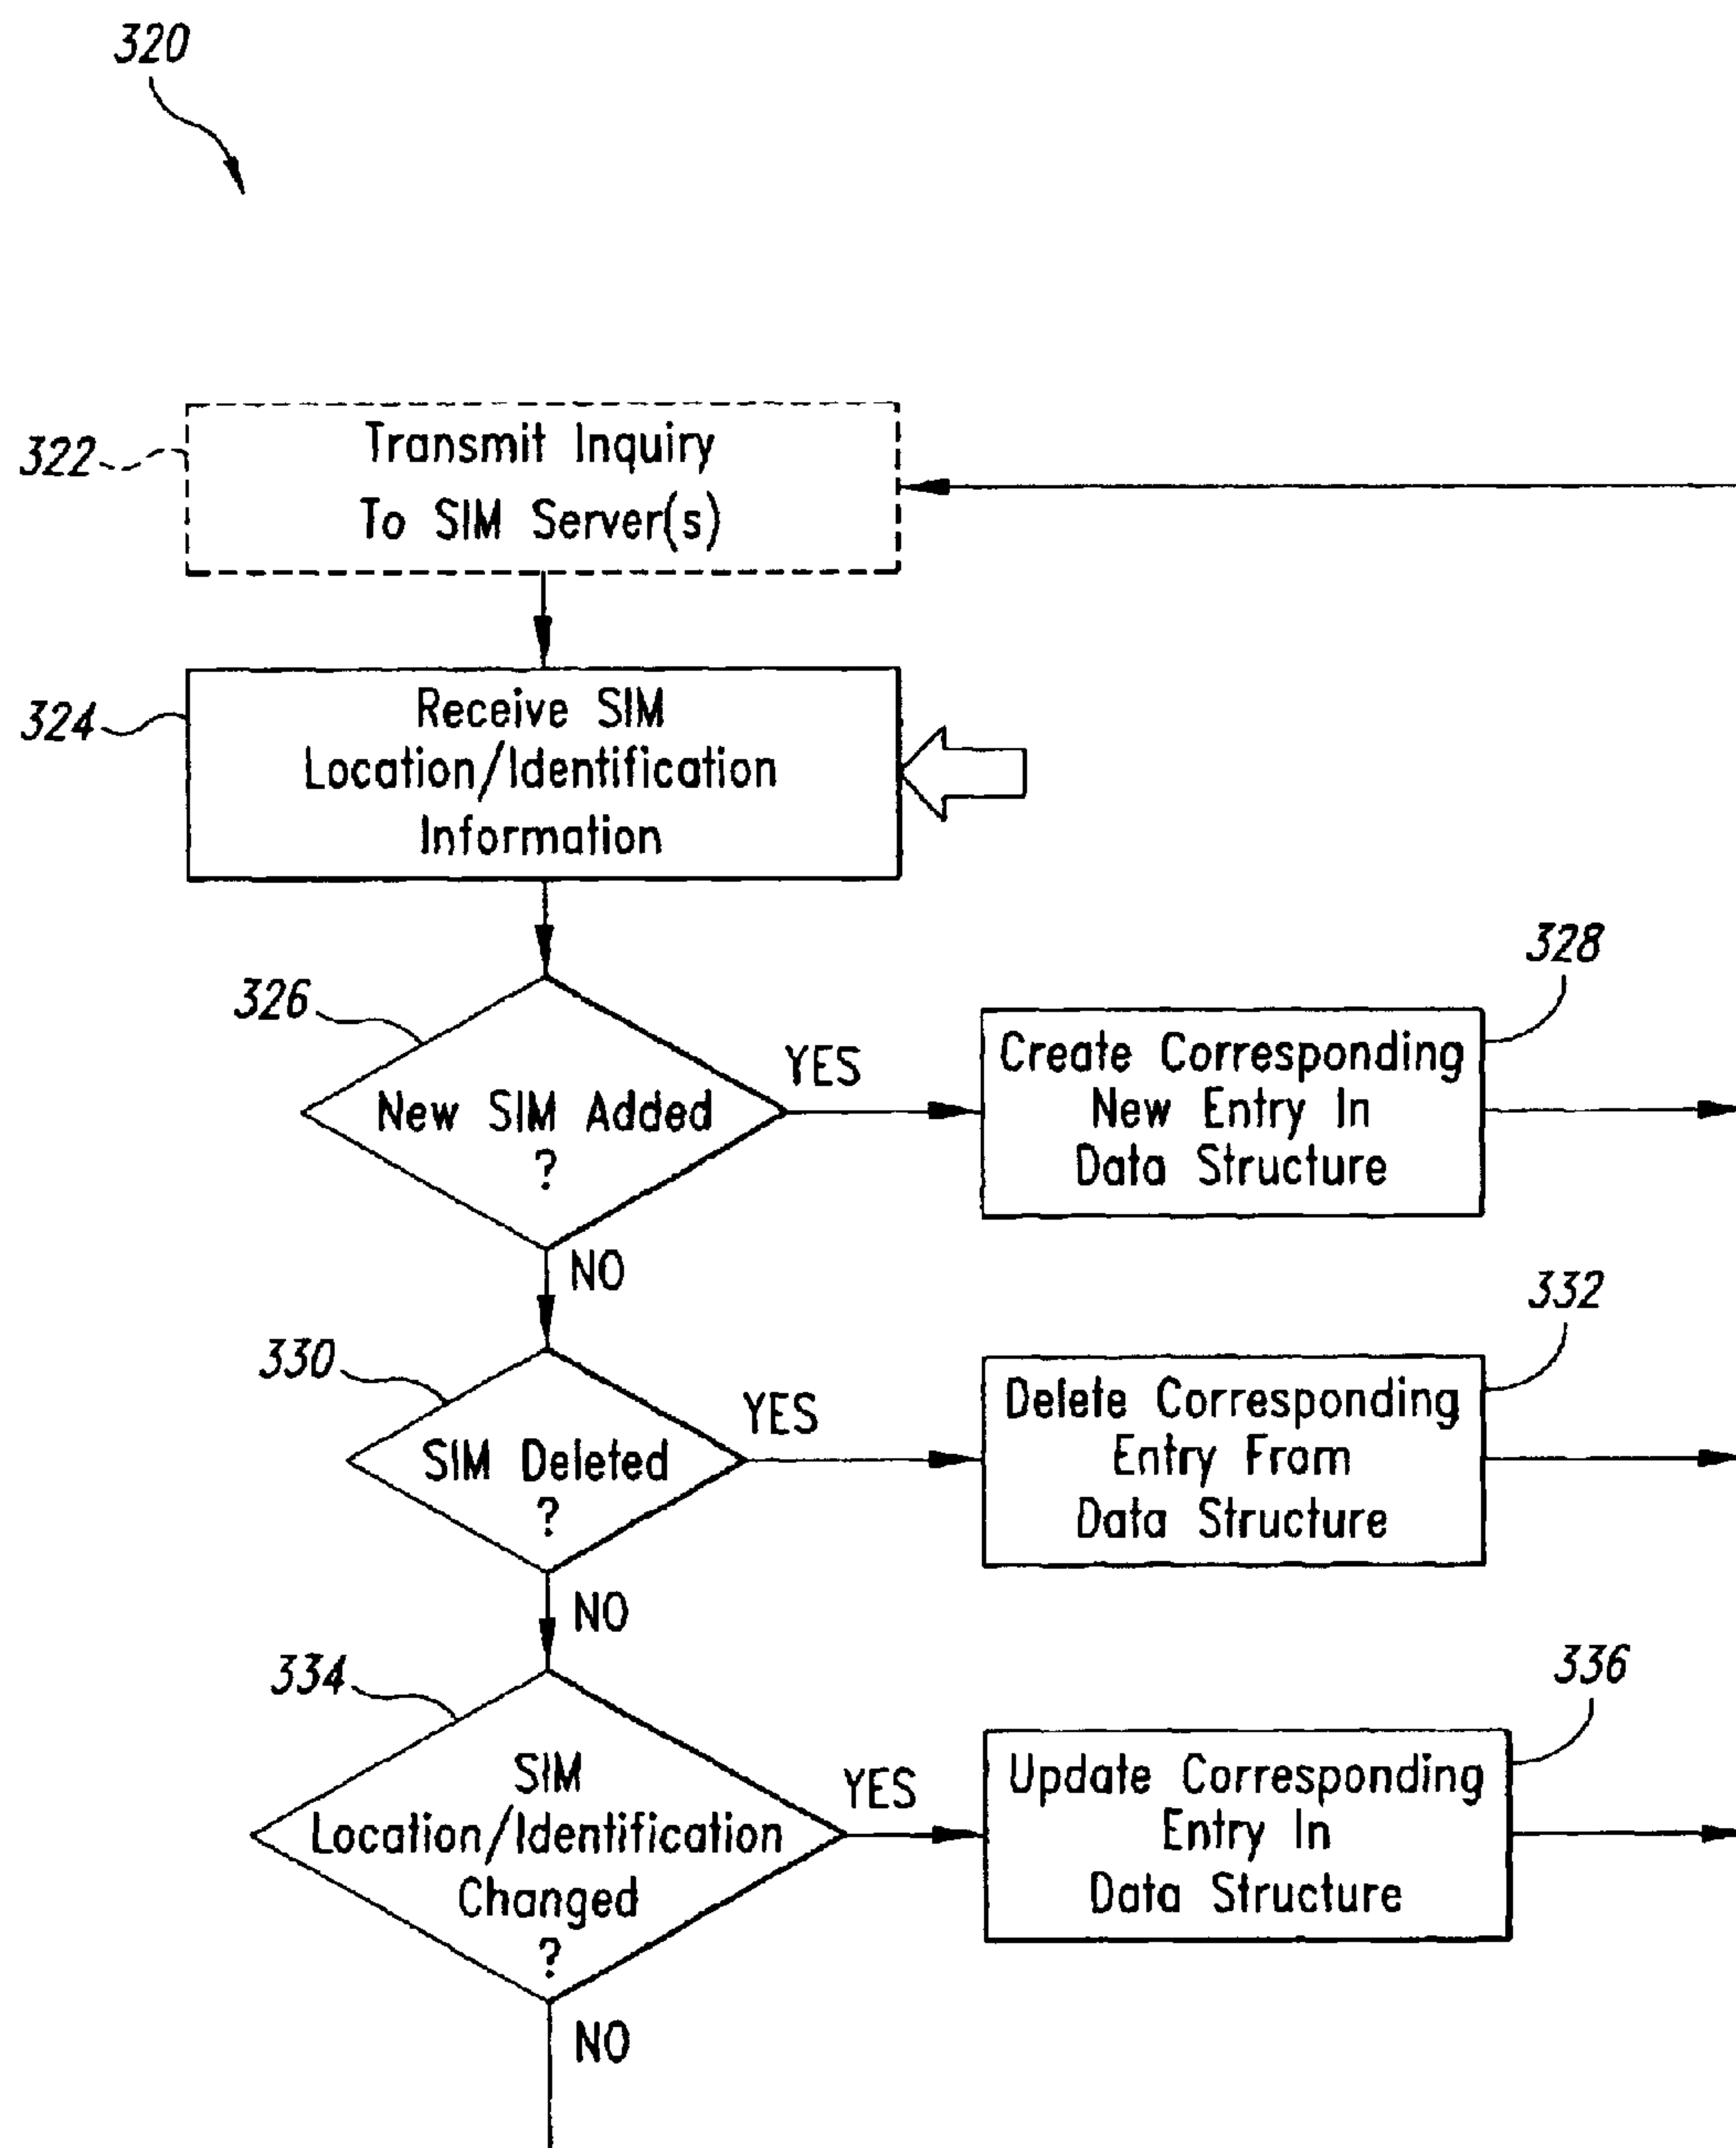 320
322
Transmit Inquiry
To SIM Server(s)
324
Receive SIM
Location/Identification
Information
326
New SIM Added
?
YES
328
Create Corresponding
New Entry In
Data Structure
NO
330
SIM Deleted
?
YES
332
Delete Corresponding
Entry From
Data Structure
NO
334
SIM
Location/Identification
Changed
?
YES
336
Update Corresponding
Entry In
Data Structure
NO